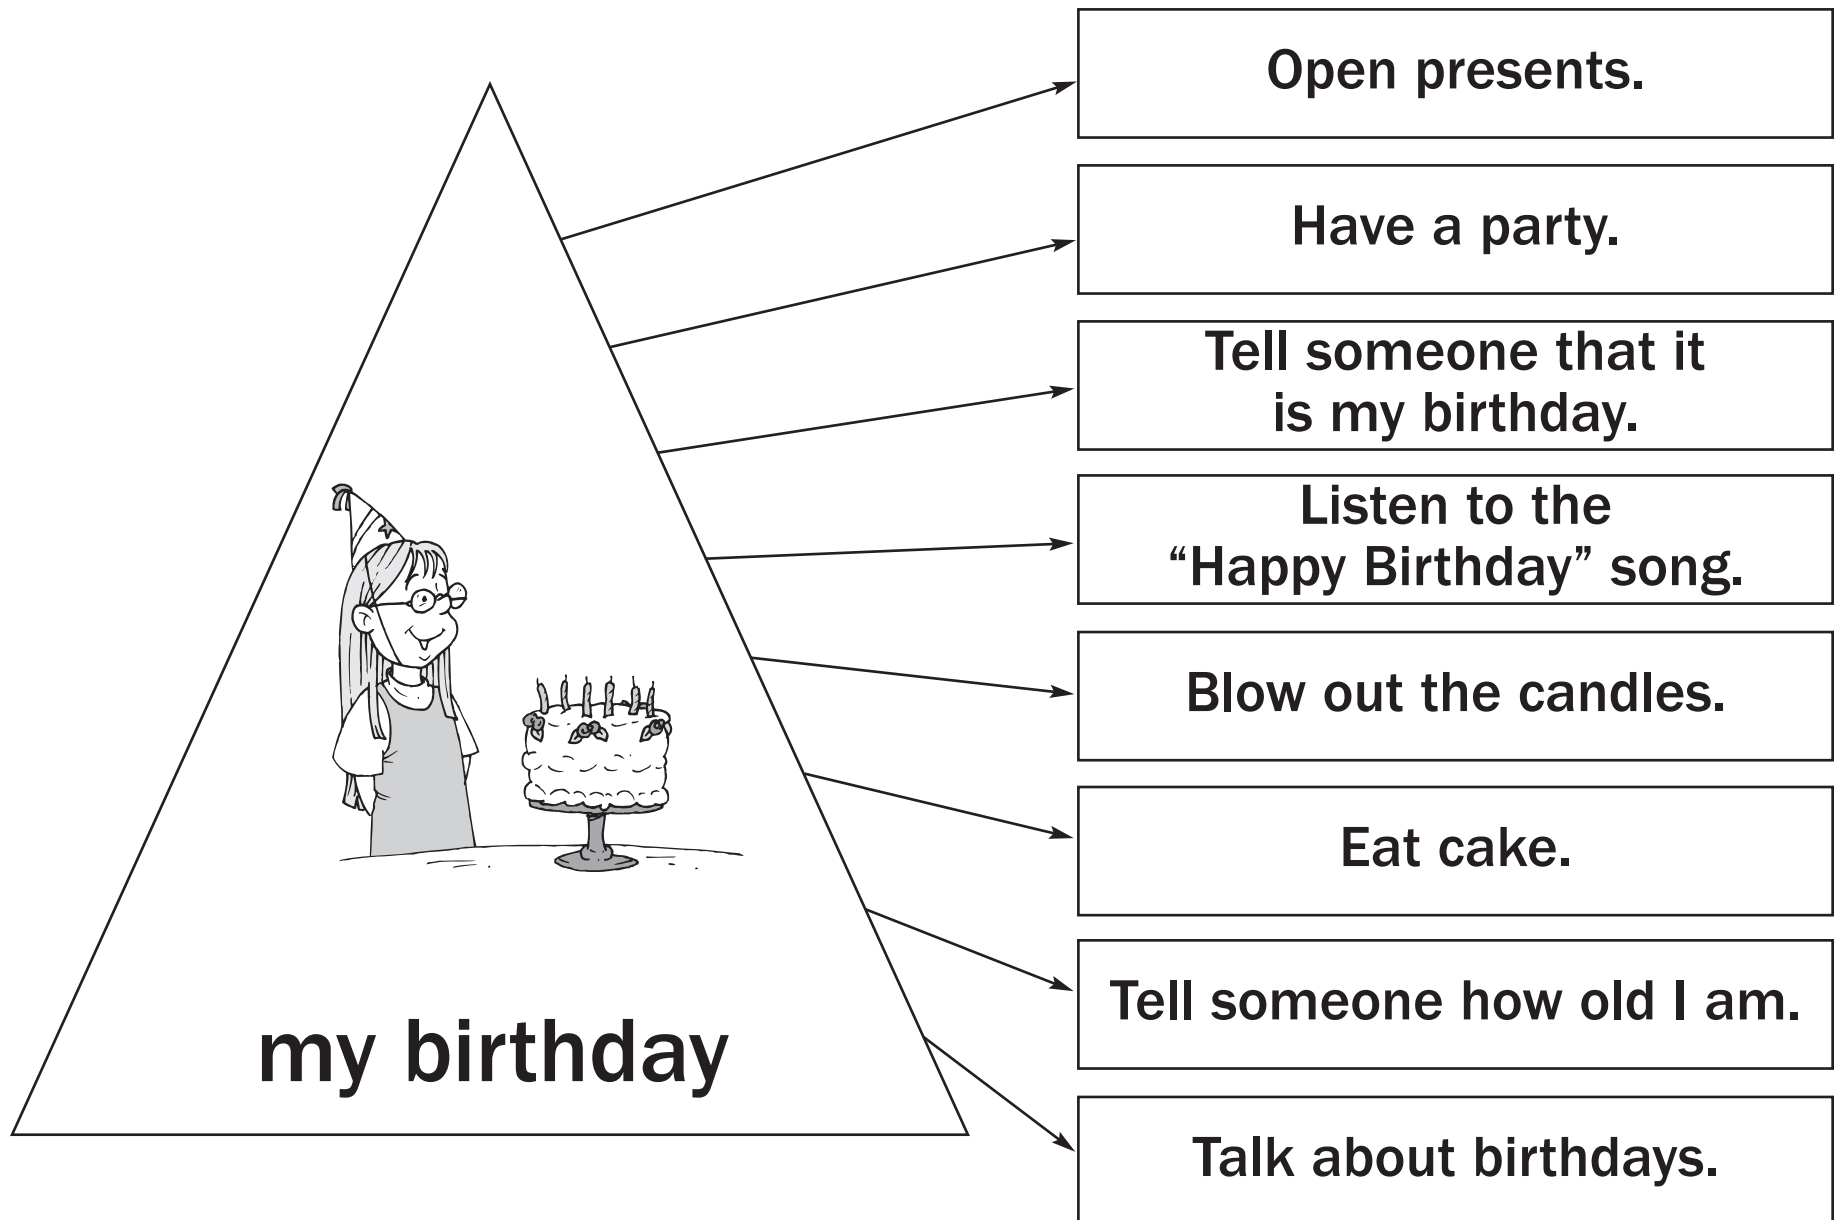 Open presents.
Have a party.
Tell someone that it
is my birthday.
Listen to the
“Happy Birthday” song.
Blow out the candles.
Eat cake.
Tell someone how old I am.
Talk about birthdays.
my birthday